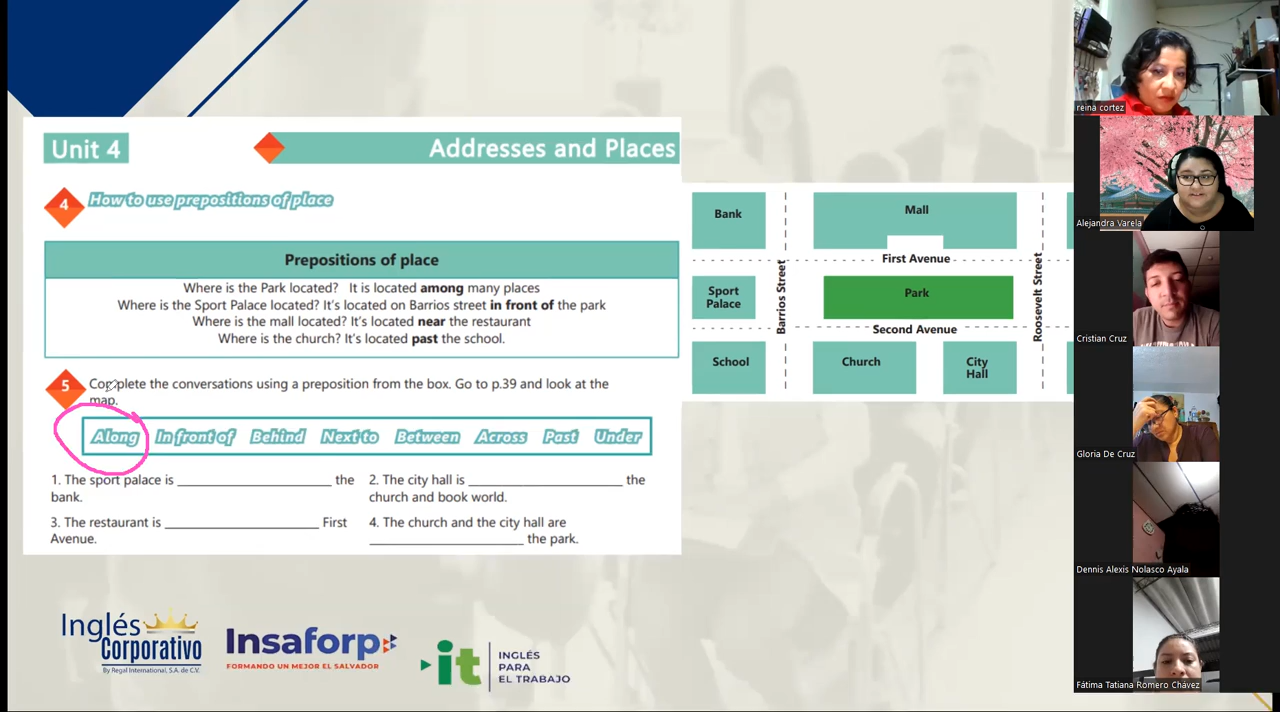 Unit 4
Addresses and Places
4
How to use prepositions of place
Prepositions of place
Where is the Park located? It is located among many places
Where is the Sport Palace located? It's located on Barrios street in front of the park
Where is the mall located? It's located near the restaurant
Where is the church? It's located past the school.
5
Complete the conversations using a preposition from the box. Go to p.39 and look at the
map.
Along In front of Behind Next to Between Across Past Under
1. The sport palace is ____________________ the
bank.
2. The city hall is ____________________ the
church and book world.
3. The restaurant is ____________________ First
Avenue.
4. The church and the city hall are
____________________ the park.
Bank
Mall
First Avenue
Sport
Palace
Barrios Street
Park
Roosevelt Street
Second Avenue
School
Church
City
Hall
Inglés
Corporativo
By Regal International, S.A. de C.V.
Insaforp
FORMANDO UN MEJOR EL SALVADOR
it
INGLÉS
PARA
EL TRABAJO
reina cortez
Alejandra Varela
Cristian Cruz
Gloria De Cruz
Dennis Alexis Nolasco Ayala
Fátima Tatiana Romero Chávez